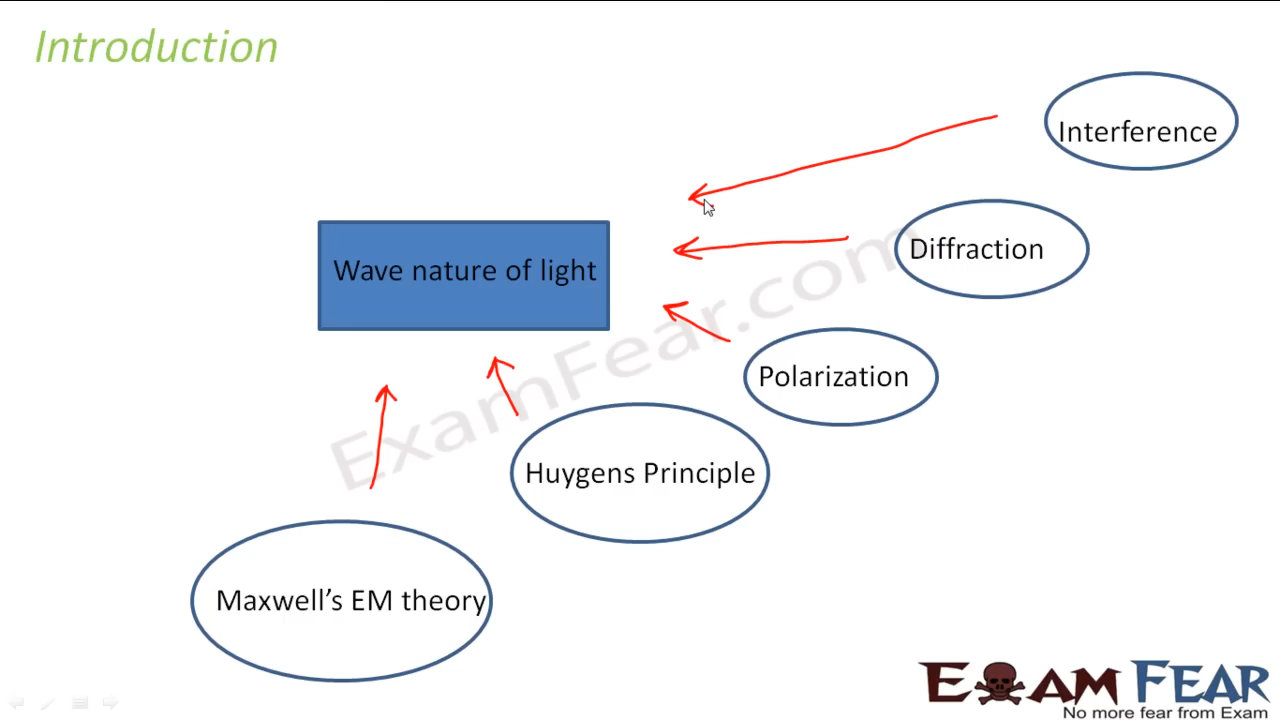 Introduction
Interference
Diffraction
Wave nature of light
Polarization
Huygens Principle
Maxwell’s EM theory
ExamFear.com
EXAM FEAR
No more fear from Exam